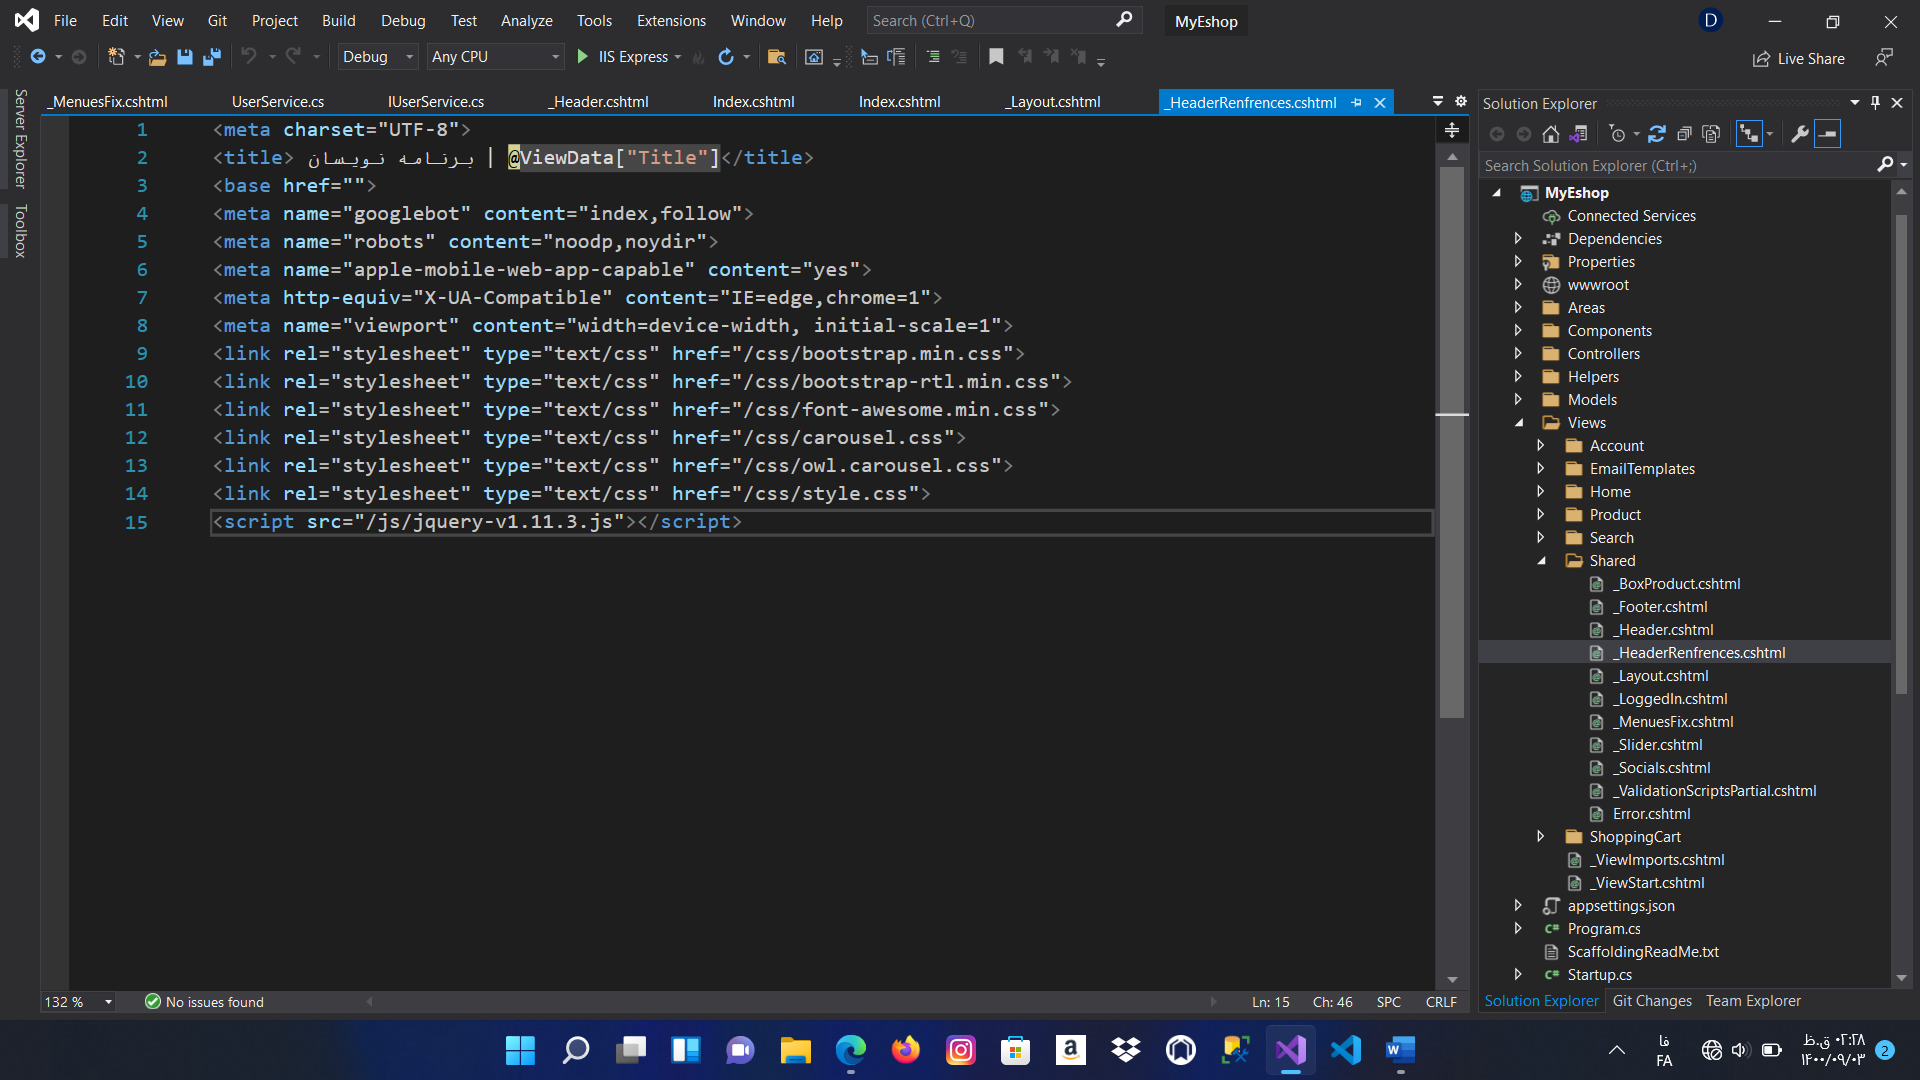 File Edit View Git Project Build Debug Test Analyze Tools Extensions Window Help Search (Ctrl+Q) MyEshop D
Debug Any CPU IIS Express Live Share
_MenuesFix.cshtml UserService.cs IUserService.cs _Header.cshtml Index.cshtml Index.cshtml _Layout.cshtml _HeaderRenfrences.cshtml
Server Explorer
Toolbox
1 <meta charset="UTF-8">
2 <title> برنامه نویسان | @ViewData["Title"]</title>
3 <base href="">
4 <meta name="googlebot" content="index,follow">
5 <meta name="robots" content="noodp,noydir">
6 <meta name="apple-mobile-web-app-capable" content="yes">
7 <meta http-equiv="X-UA-Compatible" content="IE=edge,chrome=1">
8 <meta name="viewport" content="width=device-width, initial-scale=1">
9 <link rel="stylesheet" type="text/css" href="/css/bootstrap.min.css">
10 <link rel="stylesheet" type="text/css" href="/css/bootstrap-rtl.min.css">
11 <link rel="stylesheet" type="text/css" href="/css/font-awesome.min.css">
12 <link rel="stylesheet" type="text/css" href="/css/carousel.css">
13 <link rel="stylesheet" type="text/css" href="/css/owl.carousel.css">
14 <link rel="stylesheet" type="text/css" href="/css/style.css">
15 <script src="/js/jquery-v1.11.3.js"></script>
132 % No issues found Ln: 15 Ch: 46 SPC CRLF
Solution Explorer
Search Solution Explorer (Ctrl+;)
MyEshop
Connected Services
Dependencies
Properties
wwwroot
Areas
Components
Controllers
Helpers
Models
Views
Account
EmailTemplates
Home
Product
Search
Shared
_BoxProduct.cshtml
_Footer.cshtml
_Header.cshtml
_HeaderRenfrences.cshtml
_Layout.cshtml
_LoggedIn.cshtml
_MenuesFix.cshtml
_Slider.cshtml
_Socials.cshtml
_ValidationScriptsPartial.cshtml
Error.cshtml
ShoppingCart
_ViewImports.cshtml
_ViewStart.cshtml
appsettings.json
C# Program.cs
ScaffoldingReadMe.txt
C# Startup.cs
Solution Explorer Git Changes Team Explorer
فا
FA
۰۲:۲۸ ق.ظ
۱۴۰۰/۰۹/۰۳
2